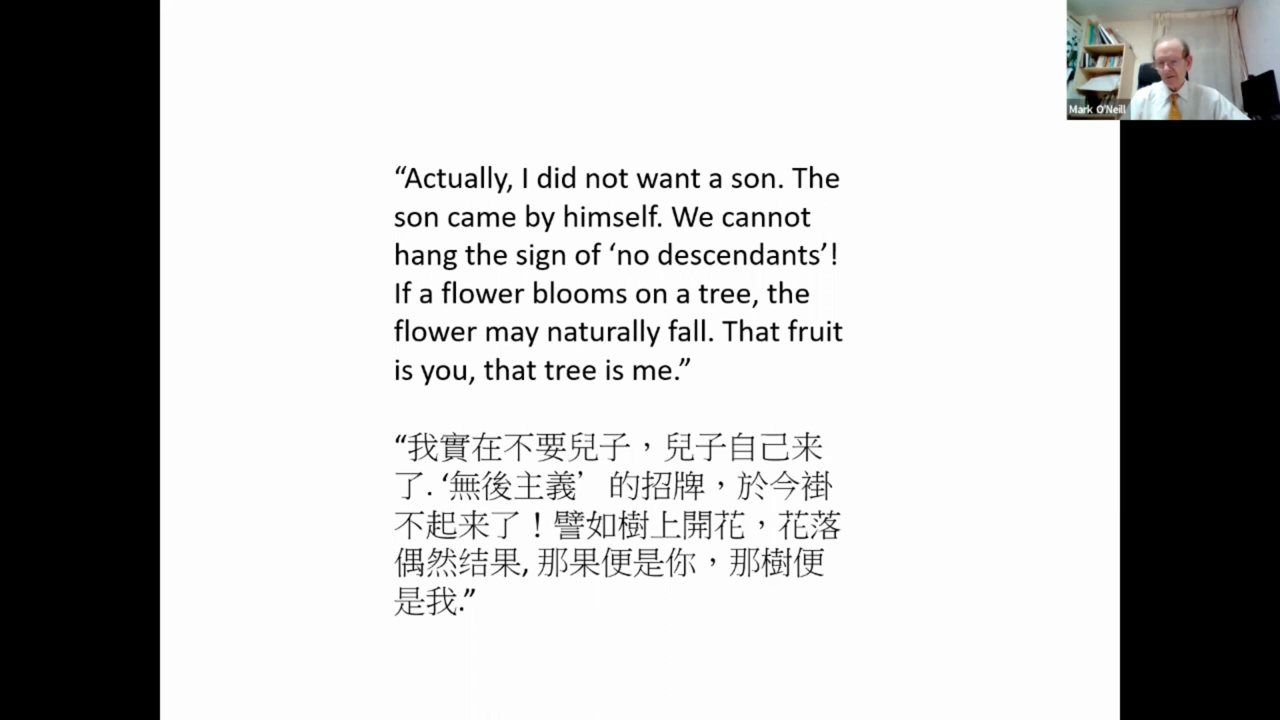 Mark O'Neill
“Actually, I did not want a son. The
son came by himself. We cannot
hang the sign of ‘no descendants’!
If a flower blooms on a tree, the
flower may naturally fall. That fruit
is you, that tree is me.”
“我實在不要兒子，兒子自己来
了. ‘無後主義’ 的招牌，於今褂
不起来了！譬如樹上開花，花落
偶然结果, 那果便是你，那樹便
是我.”